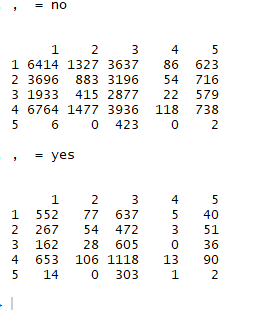 , = no
1 2 3 4 5
1 6414 1327 3637 86 623
2 3696 883 3196 54 716
3 1933 415 2877 22 579
4 6764 1477 3936 118 738
5 6 0 423 0 2
, = yes
1 2 3 4 5
1 552 77 637 5 40
2 267 54 472 3 51
3 162 28 605 0 36
4 653 106 1118 13 90
5 14 0 303 1 2